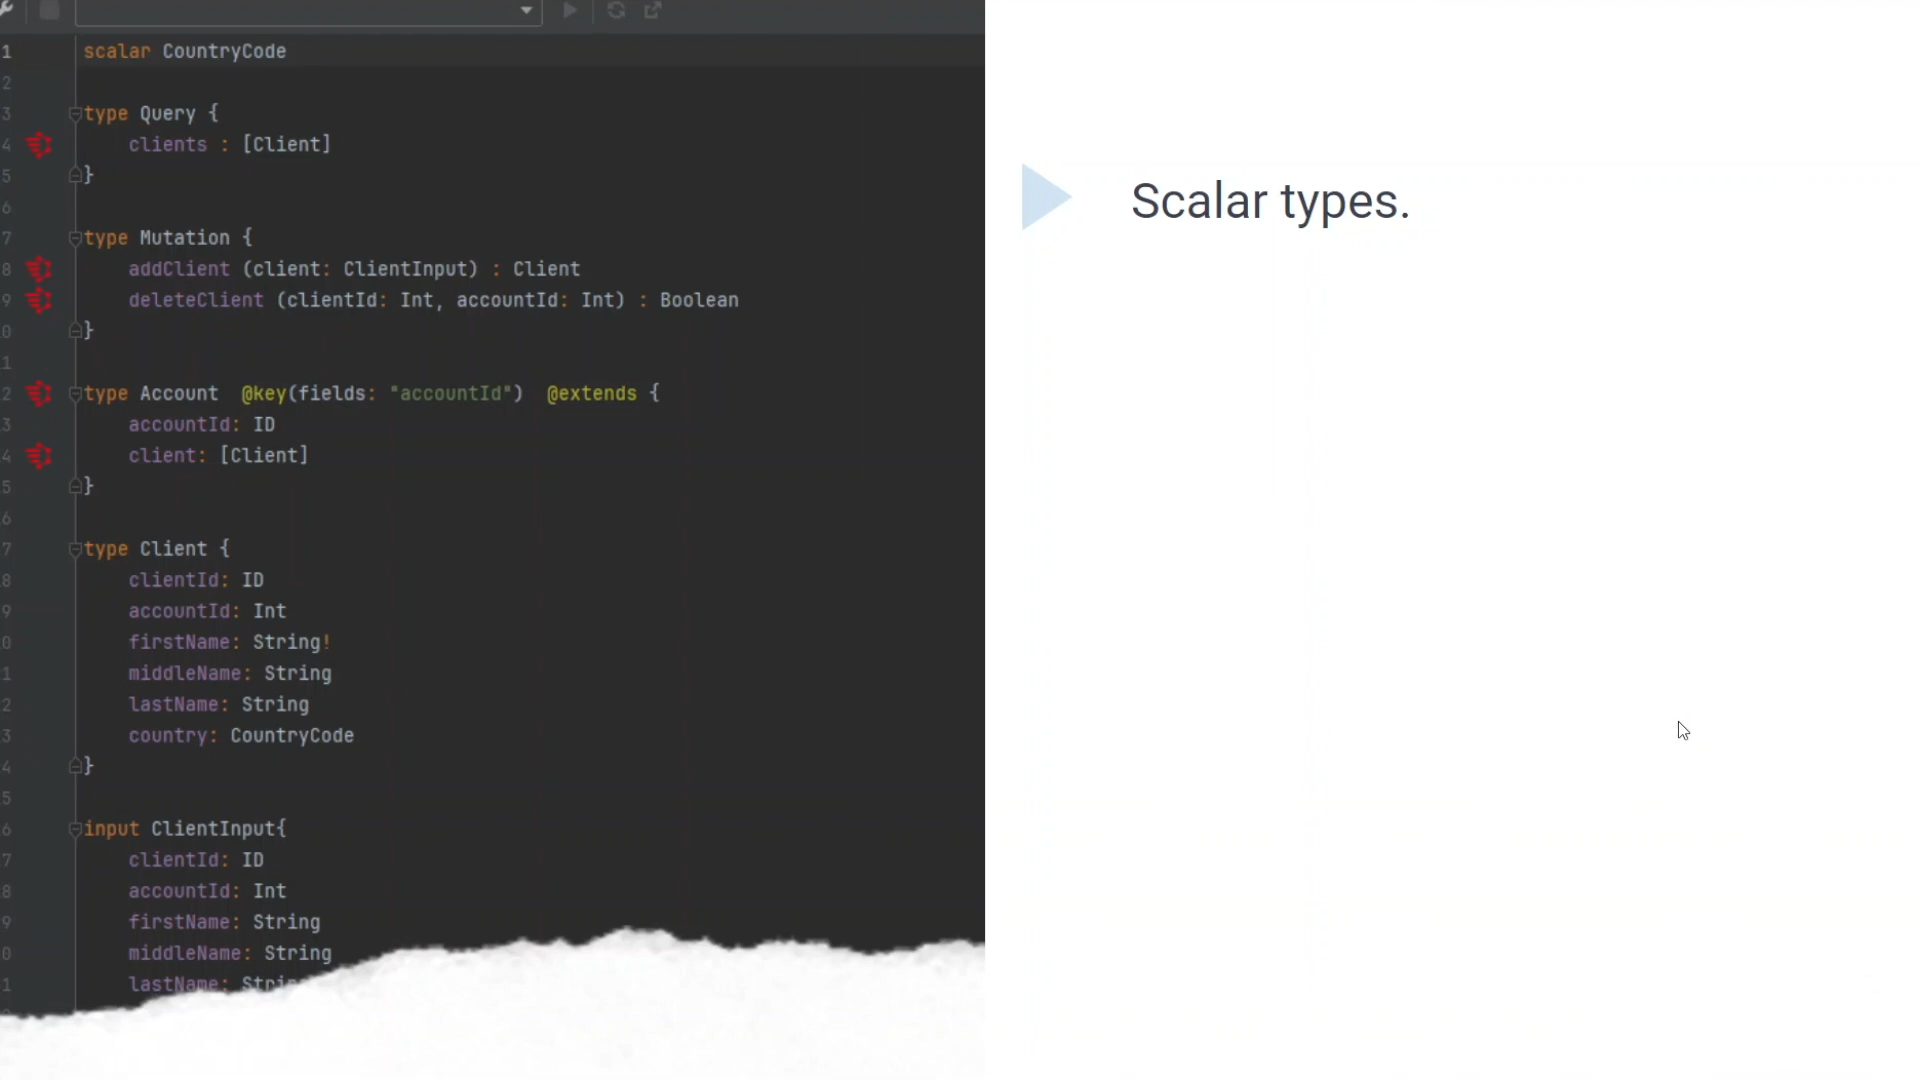 scalar CountryCode
type Query {
clients : [Client]
}
type Mutation {
addClient (client: ClientInput) : Client
deleteClient (clientId: Int, accountId: Int) : Boolean
}
type Account @key(fields: "accountId") @extends {
accountId: ID
client: [Client]
}
type Client {
clientId: ID
accountId: Int
firstName: String!
middleName: String
lastName: String
country: CountryCode
}
input ClientInput{
clientId: ID
accountId: Int
firstName: String
middleName: String
lastName:
Scalar types.